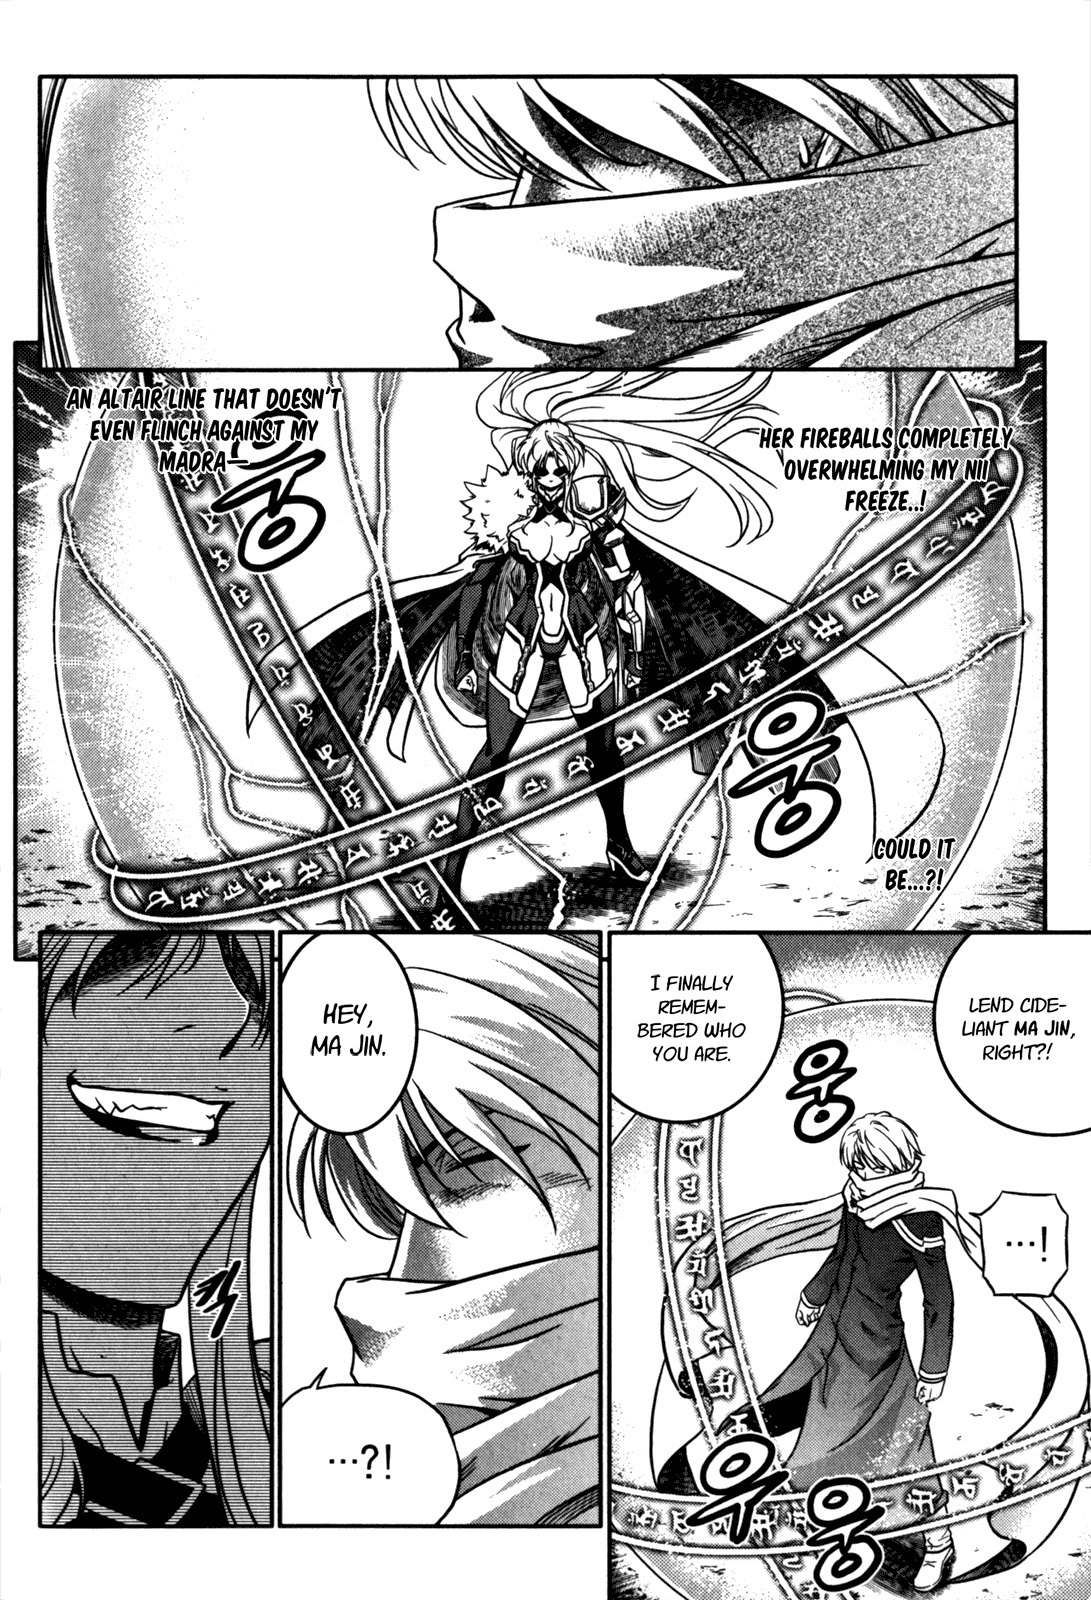 AN ALTAIR LINE THAT DOESN'T
EVEN FLINCH AGAINST MY
MADRA—
웅
HER FIREBALLS COMPLETELY
OVERWHELMING MY NII
FREEZE..!
웅
COULD IT
BE...?!
킥
HEY,
MA JIN.
...?!
I FINALLY
REMEM-
BERED WHO
YOU ARE.
LEND CIDE-
LIANT MA JIN,
RIGHT?!
웅
...!
우
웅